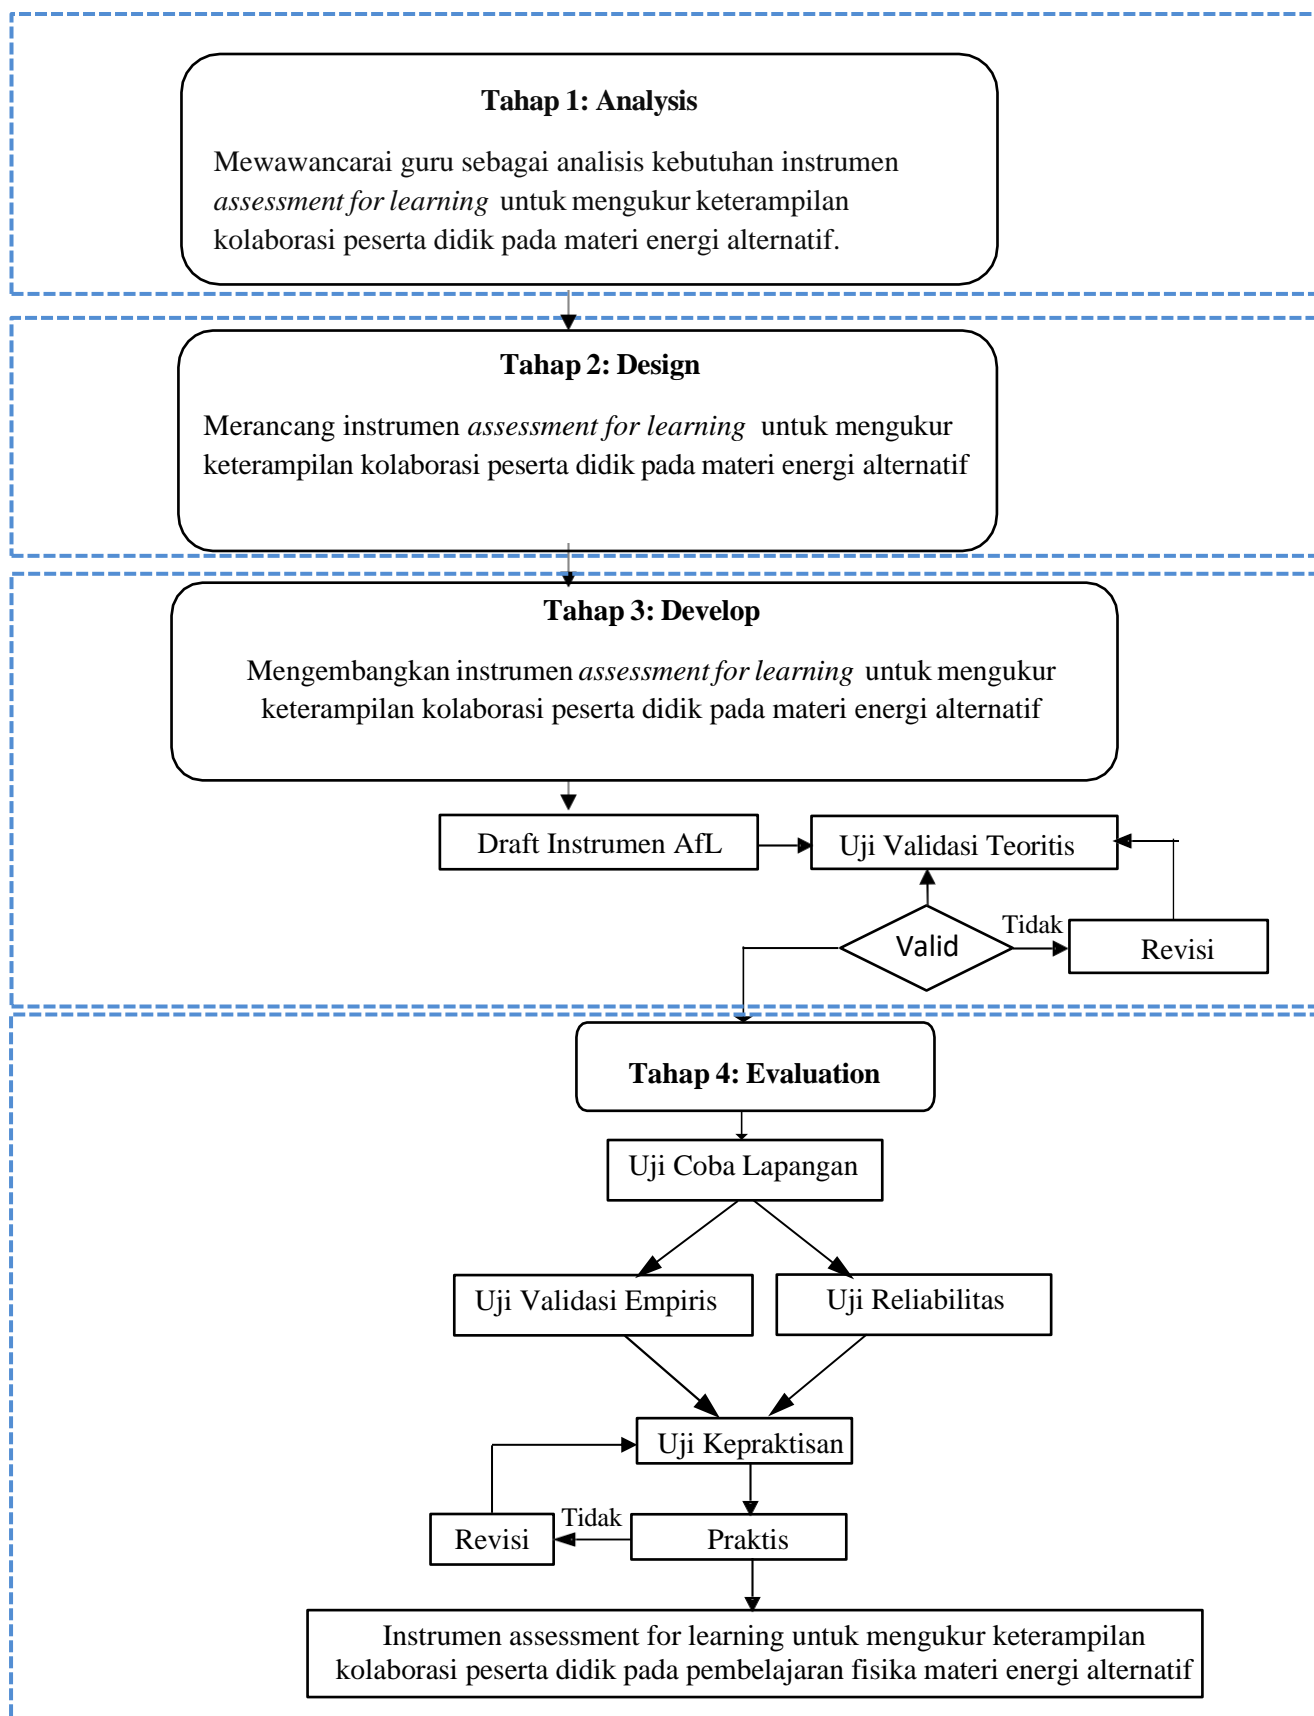 Tahap 1: Analysis
Mewawancarai guru sebagai analisis kebutuhan instrumen
assessment for learning untuk mengukur keterampilan
kolaborasi peserta didik pada materi energi alternatif.
Tahap 2: Design
Merancang instrumen assessment for learning untuk mengukur
keterampilan kolaborasi peserta didik pada materi energi alternatif
Tahap 3: Develop
Mengembangkan instrumen assessment for learning untuk mengukur
keterampilan kolaborasi peserta didik pada materi energi alternatif
Draft Instrumen AfL
Uji Validasi Teoritis
Valid
Tidak
Revisi
Tahap 4: Evaluation
Uji Coba Lapangan
Uji Validasi Empiris
Uji Reliabilitas
Uji Kepraktisan
Revisi
Tidak
Praktis
Instrumen assessment for learning untuk mengukur keterampilan
kolaborasi peserta didik pada pembelajaran fisika materi energi alternatif